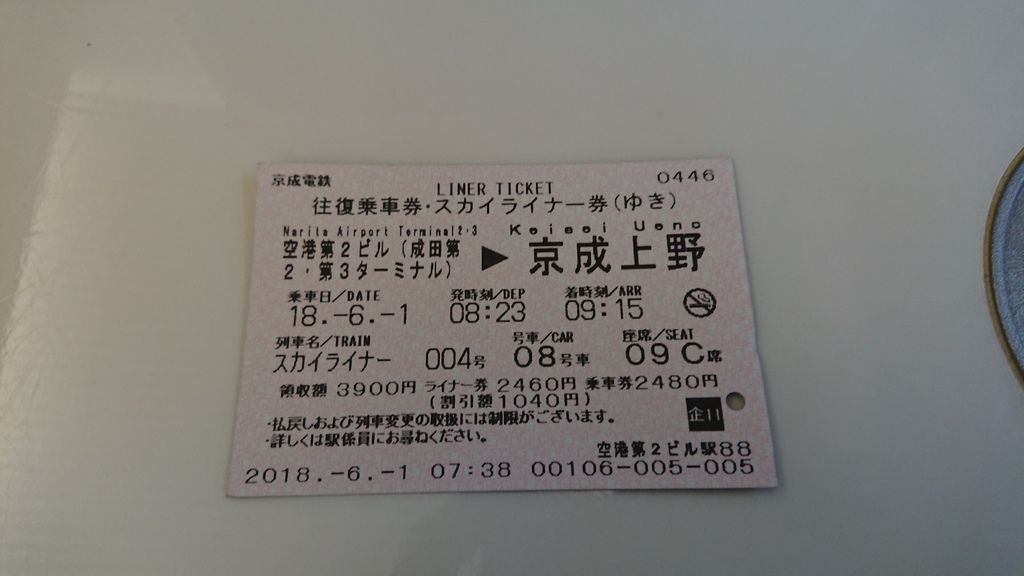 京成電鉄
LINER TICKET
0446
往復乗車券・スカイライナー券(ゆき)
Narita Airport Terminal2・3
Keisei Ueno
空港第2ビル(成田第
2・第3ターミナル)
▶ 京成上野
乗車日/DATE 発時刻/DEP 着時刻/ARR
18.-6.-1 08:23 09:15
列車名/TRAIN 号車/CAR 座席/SEAT
スカイライナー 004号 08号車 09C席
領収額 3900円 ライナー券 2460円 乗車券2480円
(割引額1040円)
・払戻しおよび列車変更の取扱には制限がございます。
・詳しくは駅係員にお尋ねください。
企11
空港第2ビル駅88
2018.-6.-1 07:38 00106-005-005